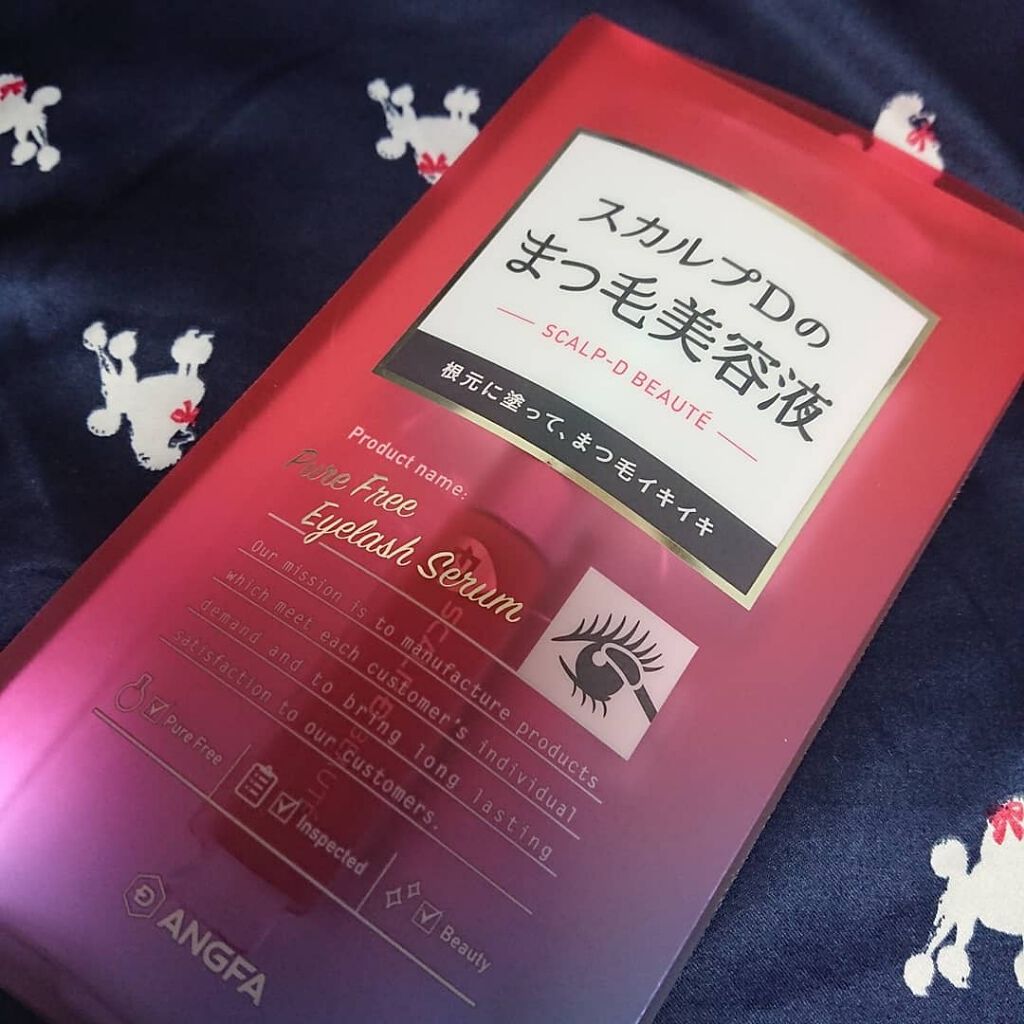 スカルプDの
まつ毛美容液
SCALP-D BEAUTÉ
根元に塗って、まつ毛イキイキ
Product name:
Pure Free
Eyelash Serum
Our mission is to manufacture products
which meet each customer's individual
demand and to bring long lasting
satisfaction to our customers.
Pure Free
Inspected
Beauty
ANGFA